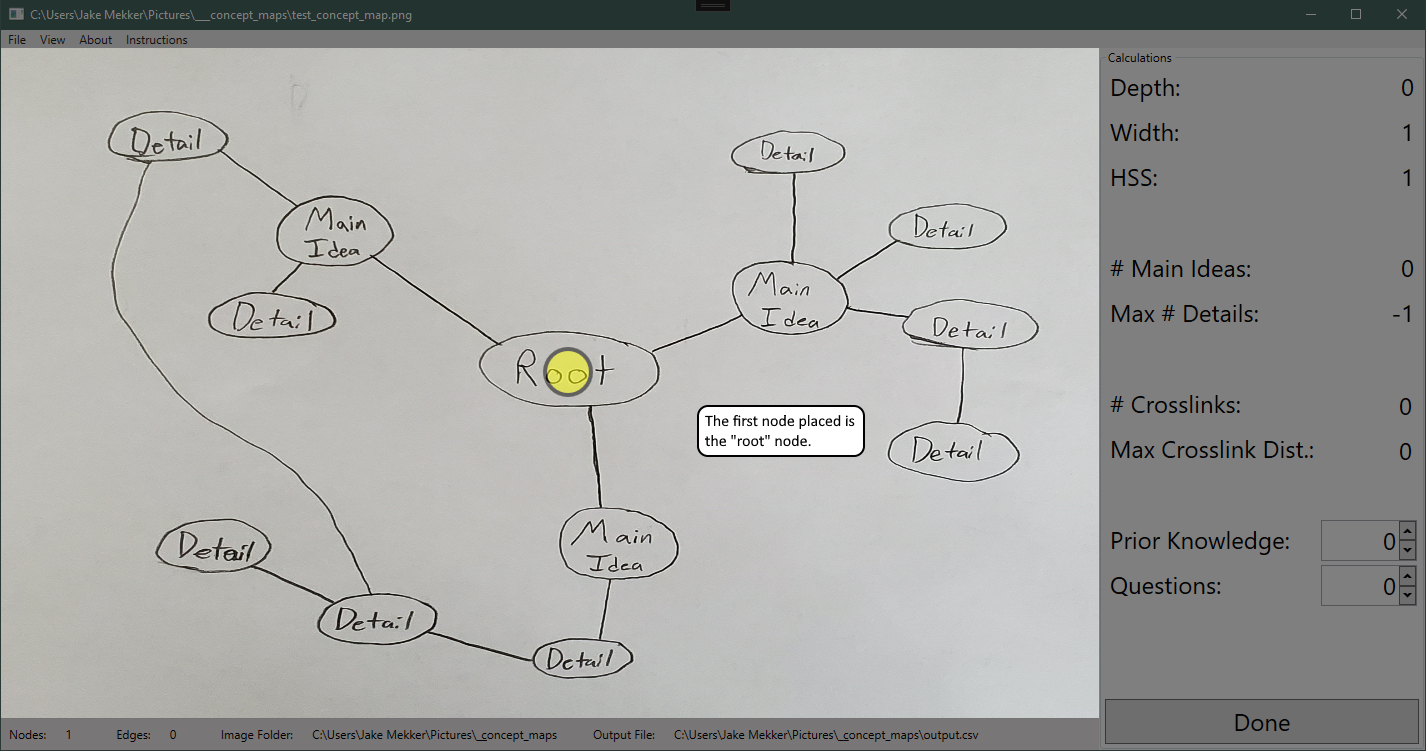 C:\Users\Jake Mekker\Pictures\___concept_maps\test_concept_map.png
File View About Instructions
Detail
Main
Idea
Detail
Root
Detail
Detail
Main
Idea
Detail
Detail
The first node placed is
the "root" node.
Main
Idea
Detail
Detail
Detail
Calculations
Depth: 0
Width: 1
HSS: 1
# Main Ideas: 0
Max # Details: -1
# Crosslinks: 0
Max Crosslink Dist.: 0
Prior Knowledge: 0
Questions: 0
Done
Nodes: 1 Edges: 0 Image Folder: C:\Users\Jake Mekker\Pictures\_concept_maps Output File: C:\Users\Jake Mekker\Pictures\_concept_maps\output.csv